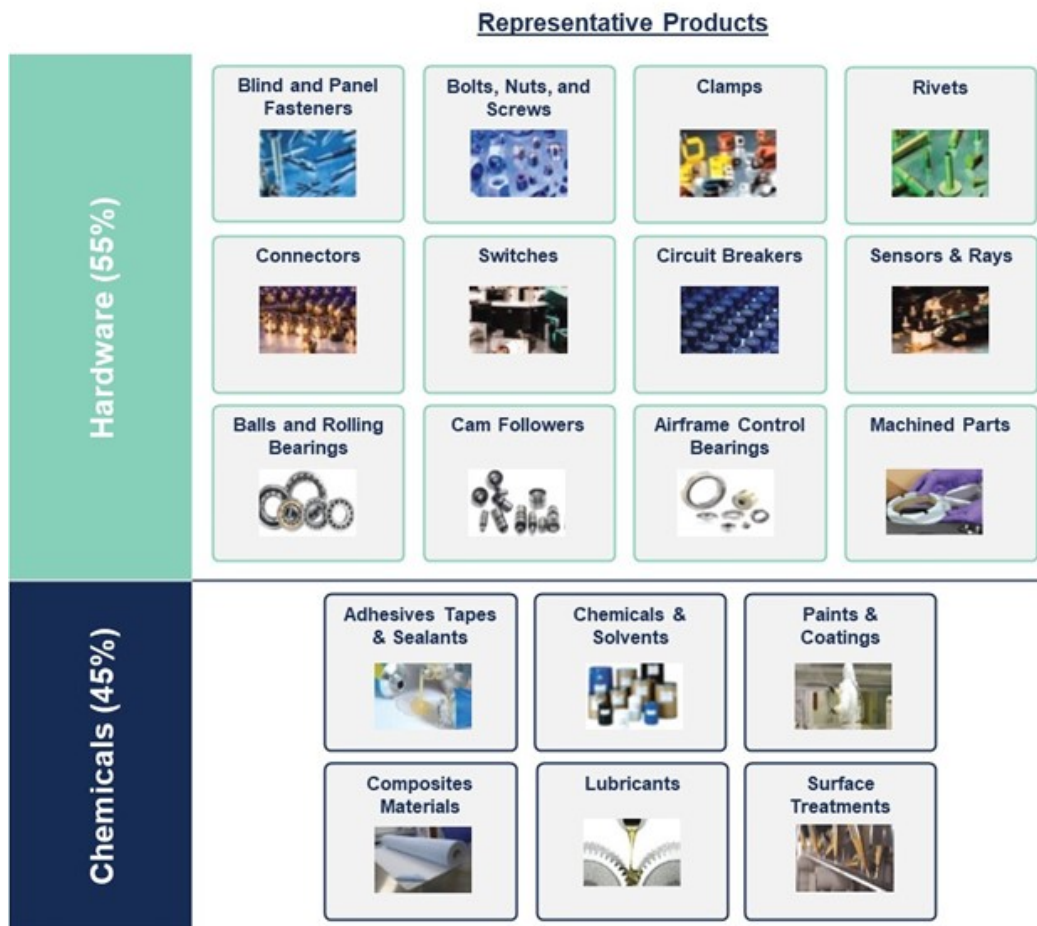 Representative Products
Hardware (55%)
Blind and Panel
Fasteners
Bolts, Nuts, and
Screws
Clamps
Rivets
Connectors
Switches
Circuit Breakers
Sensors & Rays
Balls and Rolling
Bearings
Cam Followers
Airframe Control
Bearings
Machined Parts
Chemicals (45%)
Adhesives Tapes
& Sealants
Chemicals &
Solvents
Paints &
Coatings
Composites
Materials
Lubricants
Surface
Treatments